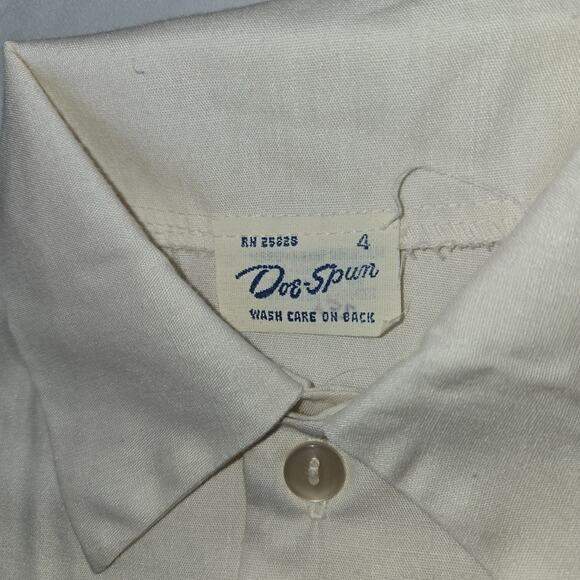 RN 25828 4
Doe-Spun
WASH CARE ON BACK